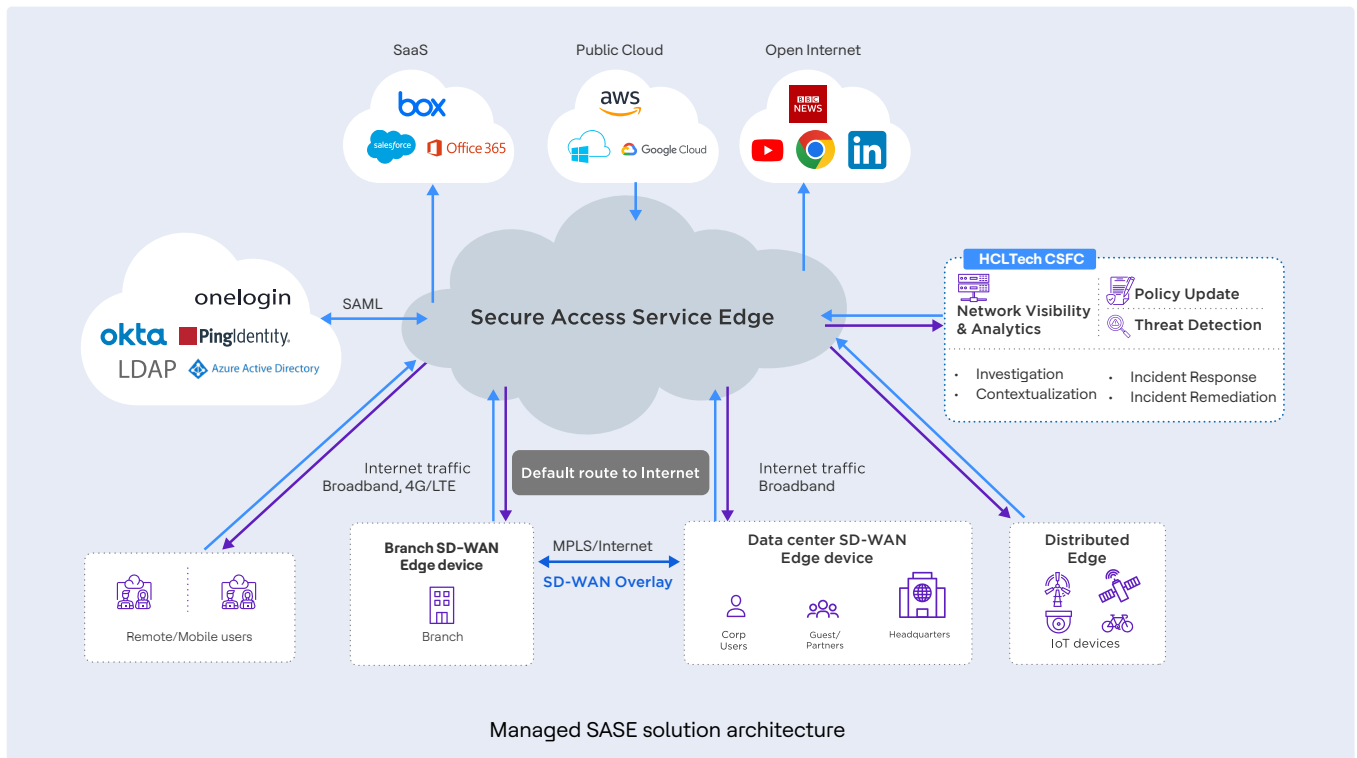 SaaS
Public Cloud
Open Internet
box
salesforce
Office 365
aws
Google Cloud
BBC
NEWS
in
onelogin
okta
PingIdentity.
LDAP
Azure Active Directory
SAML
Secure Access Service Edge
HCLTech CSFC
Network Visibility
& Analytics
Policy Update
Threat Detection
• Investigation
• Contextualization
• Incident Response
• Incident Remediation
Internet traffic
Broadband, 4G/LTE
Default route to Internet
Internet traffic
Broadband
Remote/Mobile users
Branch SD-WAN
Edge device
Branch
MPLS/Internet
SD-WAN Overlay
Data center SD-WAN
Edge device
Corp
Users
Guest/
Partners
Headquarters
Distributed
Edge
IoT devices
Managed SASE solution architecture